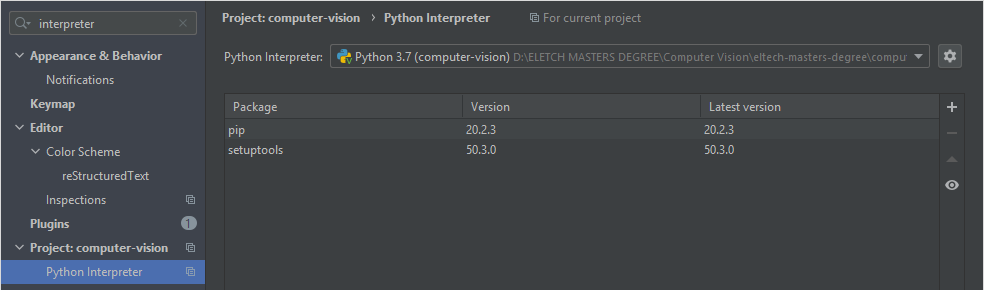 interpreter
Appearance & Behavior
Notifications
Keymap
Editor
Color Scheme
reStructuredText
Inspections
Plugins 1
Project: computer-vision
Python Interpreter
Project: computer-vision › Python Interpreter For current project
Python Interpreter: Python 3.7 (computer-vision) D:\ELETCH MASTERS DEGREE\Computer Vision\eltech-masters-degree\comput
Package Version Latest version
pip 20.2.3 20.2.3
setuptools 50.3.0 50.3.0